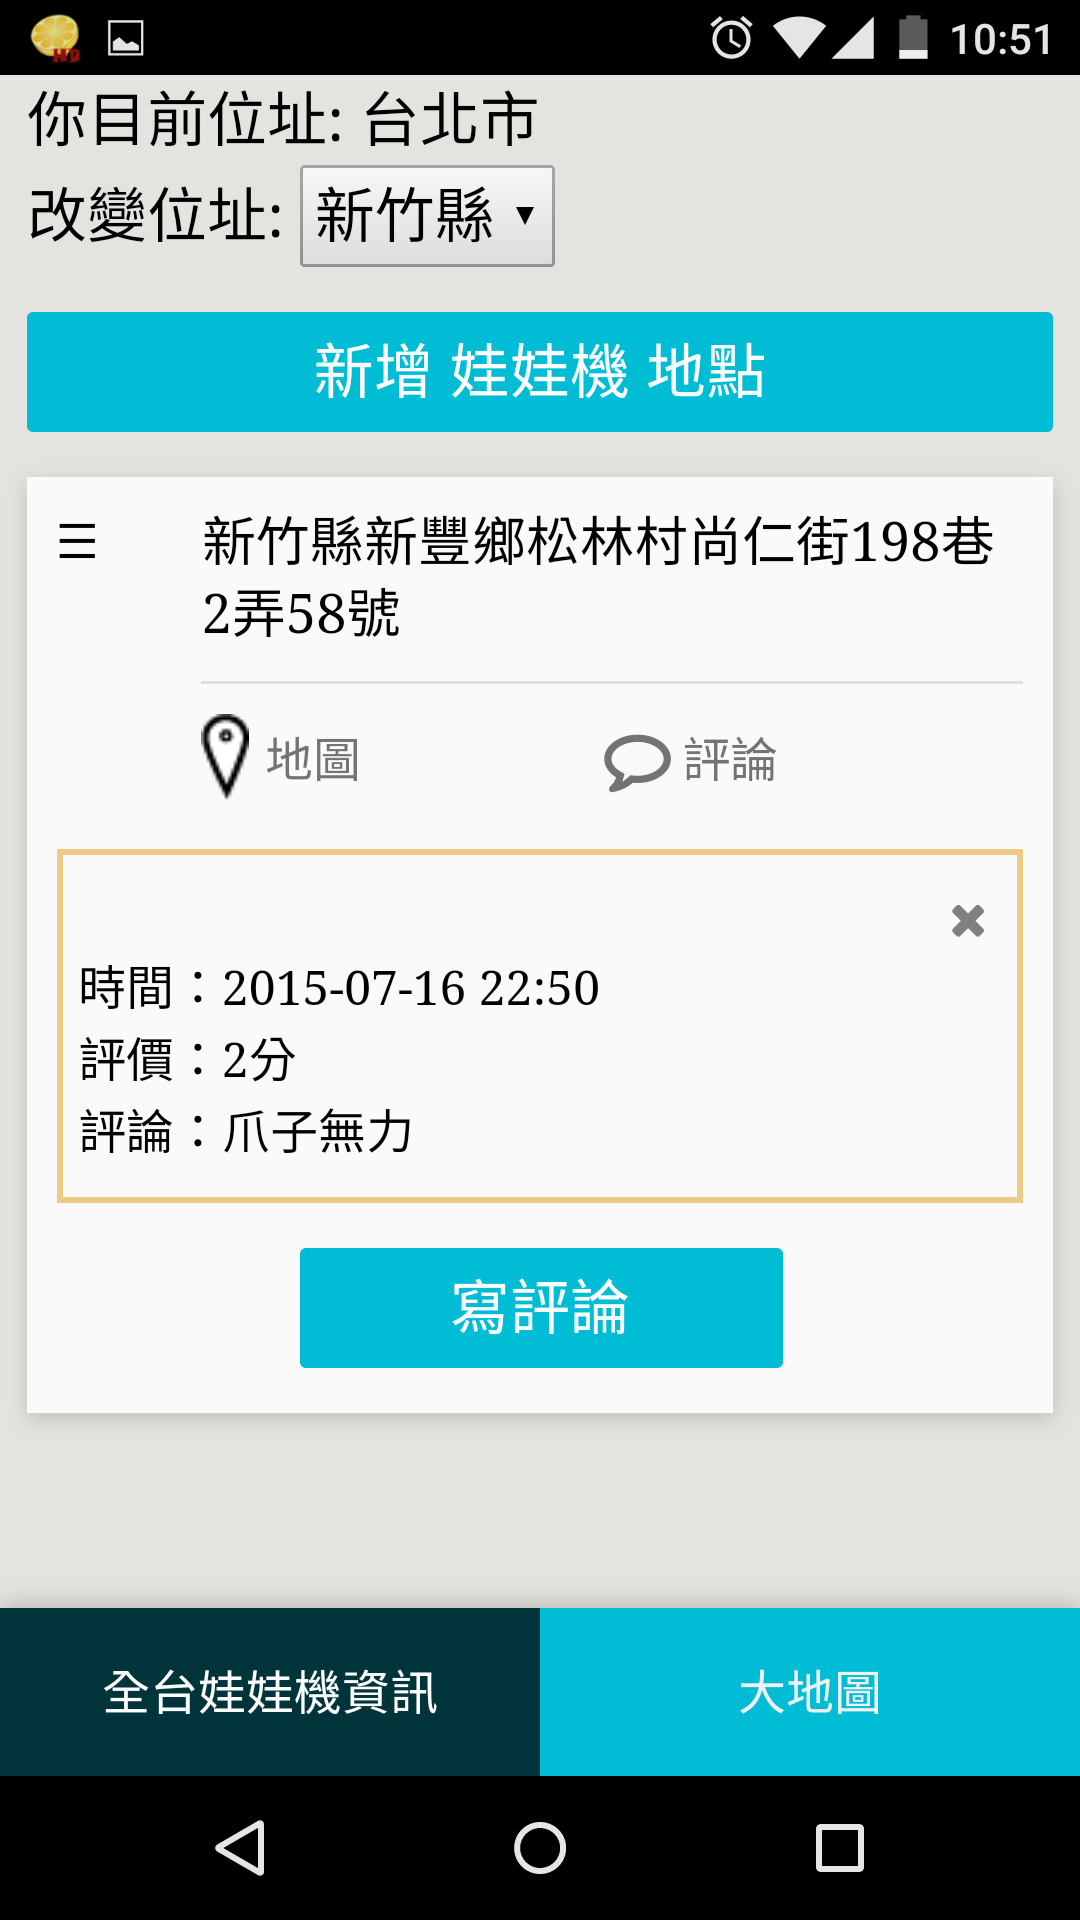 HD
10:51
你目前位址: 台北市
改變位址: 新竹縣
新增 娃娃機 地點
新竹縣新豐鄉松林村尚仁街198巷
2弄58號
地圖 評論
時間：2015-07-16 22:50
評價：2分
評論：爪子無力
寫評論
全台娃娃機資訊 大地圖